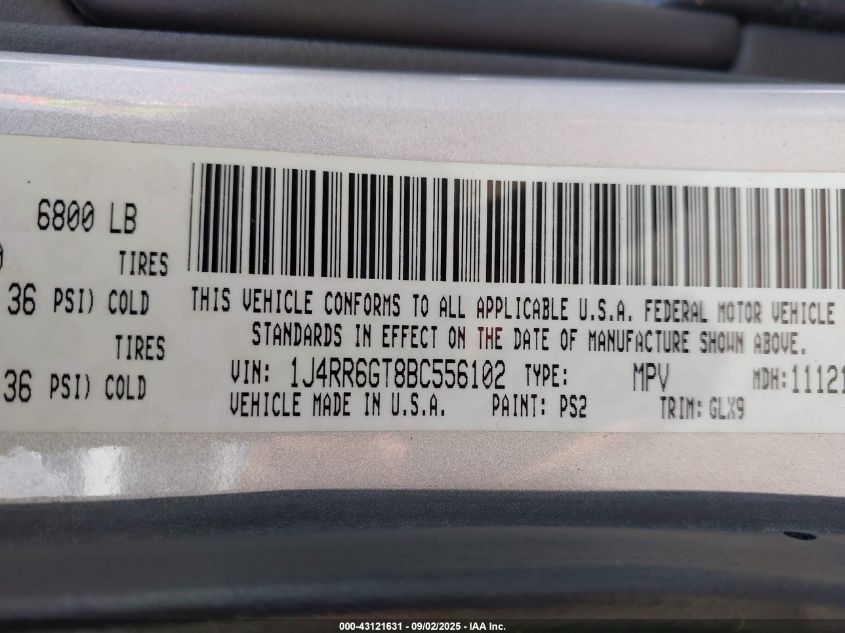 6800 LB
TIRES
36 PSI) COLD
THIS VEHICLE CONFORMS TO ALL APPLICABLE U.S.A. FEDERAL MOTOR VEHICLE
STANDARDS IN EFFECT ON THE DATE OF MANUFACTURE SHOWN ABOVE.
TIRES
VIN: 1J4RR6GT8BC556102 TYPE: MPV MDH:11121
36 PSI) COLD
VEHICLE MADE IN U.S.A. PAINT: PS2 TRIM: GLX9
000-43121631 - 09/02/2025 - IAA Inc.